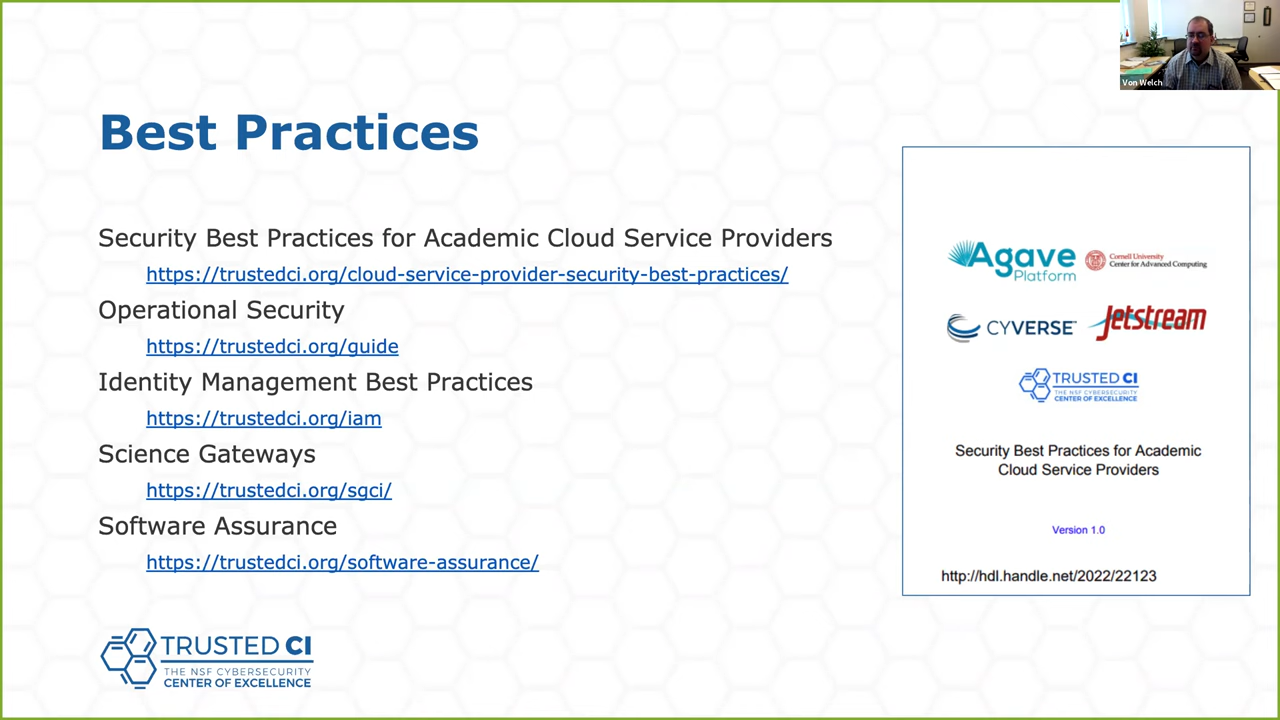 Von Welch
Best Practices
Security Best Practices for Academic Cloud Service Providers
https://trustedci.org/cloud-service-provider-security-best-practices/
Operational Security
https://trustedci.org/guide
Identity Management Best Practices
https://trustedci.org/iam
Science Gateways
https://trustedci.org/sgci/
Software Assurance
https://trustedci.org/software-assurance/
TRUSTED CI
THE NSF CYBERSECURITY
CENTER OF EXCELLENCE
Agave
Platform
Cornell University
Center for Advanced Computing
CYVERSE™
Jetstream
TRUSTED CI
THE NSF CYBERSECURITY
CENTER OF EXCELLENCE
Security Best Practices for Academic
Cloud Service Providers
Version 1.0
http://hdl.handle.net/2022/22123